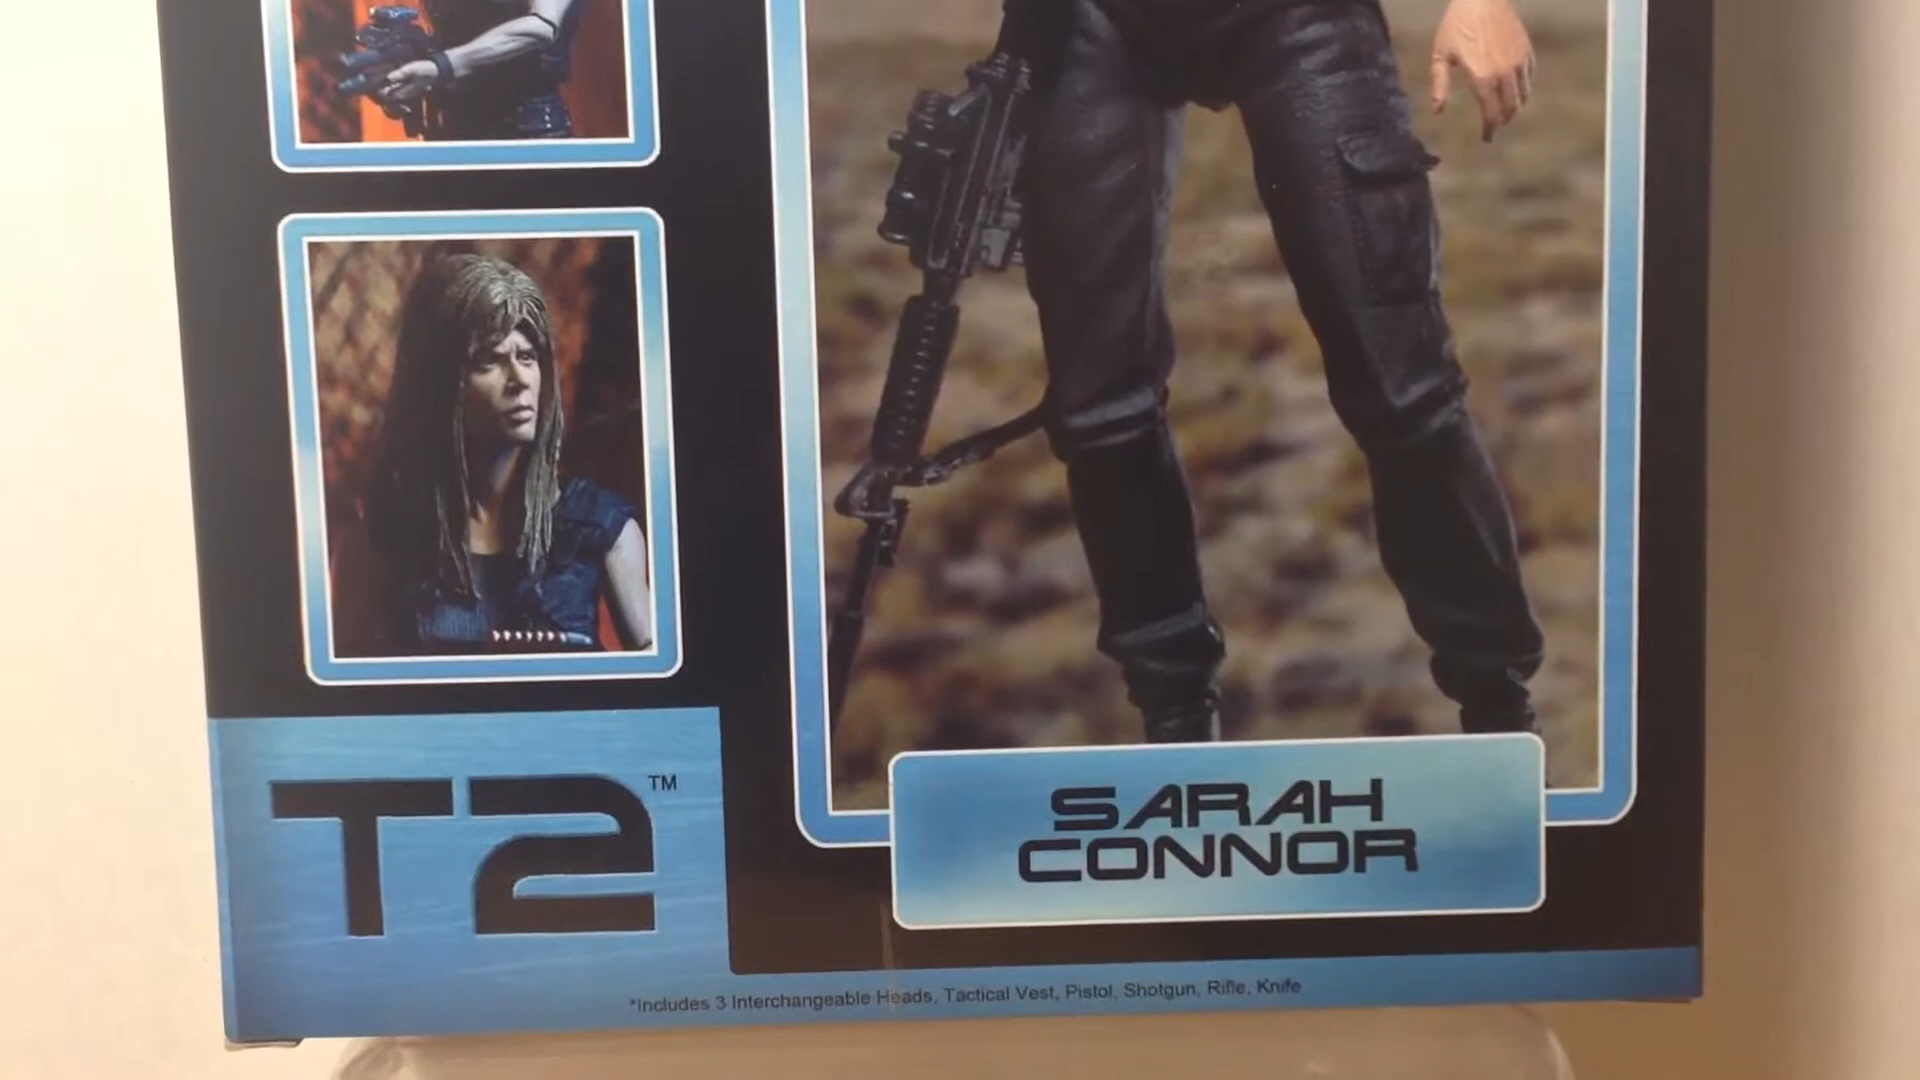 T2™
SARAH
CONNOR
*Includes 3 Interchangeable Heads, Tactical Vest, Pistol, Shotgun, Rifle, Knife